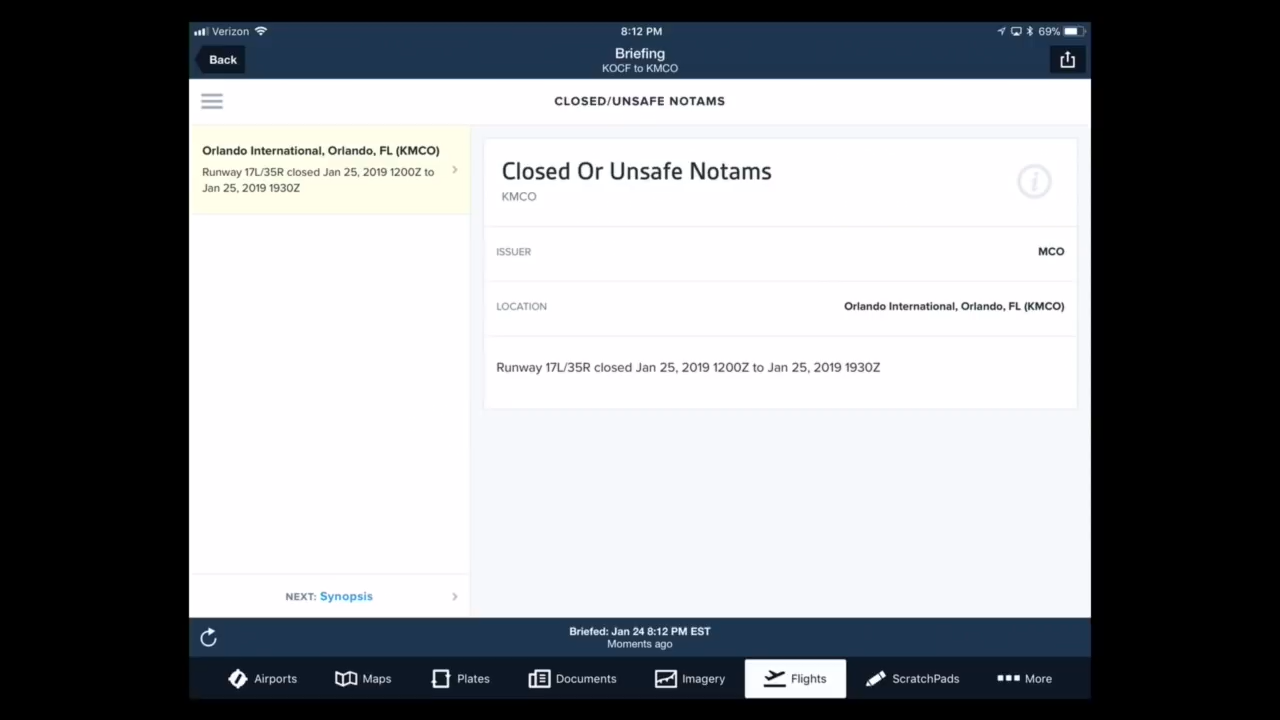 Verizon
8:12 PM
69%
Back
Briefing
KOCF to KMCO
CLOSED/UNSAFE NOTAMS
Orlando International, Orlando, FL (KMCO)
Runway 17L/35R closed Jan 25, 2019 1200Z to
Jan 25, 2019 1930Z
Closed Or Unsafe Notams
KMCO
i
ISSUER
MCO
LOCATION
Orlando International, Orlando, FL (KMCO)
Runway 17L/35R closed Jan 25, 2019 1200Z to Jan 25, 2019 1930Z
NEXT: Synopsis
Briefed: Jan 24 8:12 PM EST
Moments ago
Airports
Maps
Plates
Documents
Imagery
Flights
ScratchPads
More